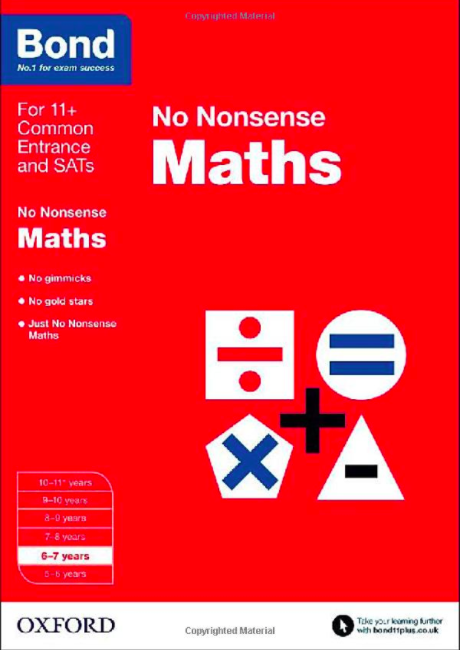 Copyrighted Material
Bond
No.1 for exam success
For 11+
Common
Entrance
and SATs
No Nonsense
Maths
No Nonsense
Maths
No gimmicks
No gold stars
Just No Nonsense
Maths
10–11+ years
9–10 years
8–9 years
7–8 years
6–7 years
5–6 years
OXFORD
Copyrighted Material
Take your learning further
with bond11plus.co.uk